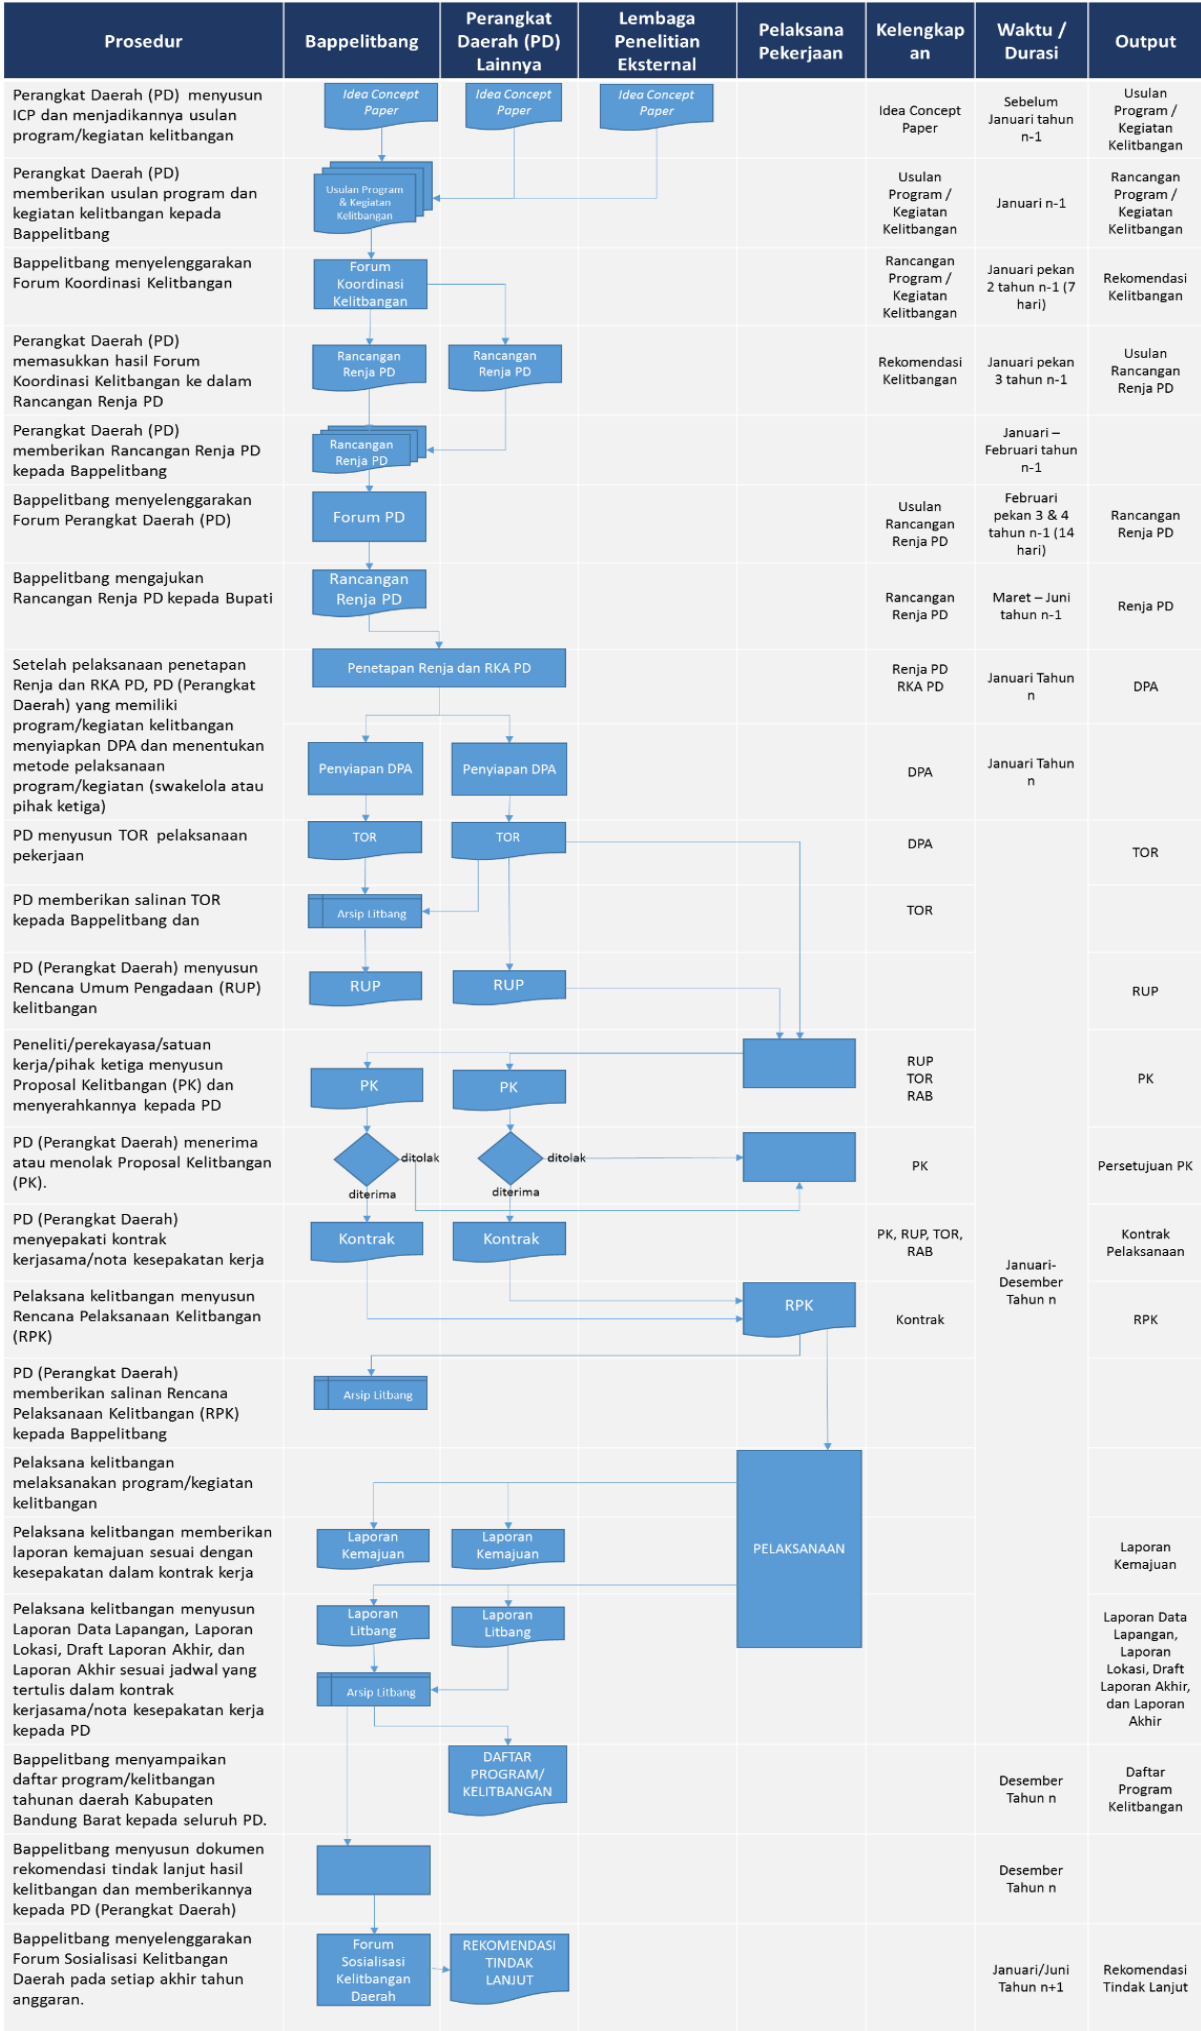 Prosedur
Bappelitbang
Perangkat
Daerah (PD)
Lainnya
Lembaga
Penelitian
Eksternal
Pelaksana
Pekerjaan
Kelengkap
an
Waktu /
Durasi
Output
Perangkat Daerah (PD) menyusun
ICP dan menjadikannya usulan
program/kegiatan kelitbangan
Idea Concept
Paper
Idea Concept
Paper
Idea Concept
Paper
Idea Concept
Paper
Sebelum
Januari tahun
n-1
Usulan
Program /
Kegiatan
Kelitbangan
Perangkat Daerah (PD)
memberikan usulan program dan
kegiatan kelitbangan kepada
Bappelitbang
Usulan Program
& Kegiatan
Kelitbangan
Usulan
Program /
Kegiatan
Kelitbangan
Januari n-1
Rancangan
Program /
Kegiatan
Kelitbangan
Bappelitbang menyelenggarakan
Forum Koordinasi Kelitbangan
Forum
Koordinasi
Kelitbangan
Rancangan
Program /
Kegiatan
Kelitbangan
Januari pekan
2 tahun n-1 (7
hari)
Rekomendasi
Kelitbangan
Perangkat Daerah (PD)
memasukkan hasil Forum
Koordinasi Kelitbangan ke dalam
Rancangan Renja PD
Rancangan
Renja PD
Rancangan
Renja PD
Rekomendasi
Kelitbangan
Januari pekan
3 tahun n-1
Usulan
Rancangan
Renja PD
Perangkat Daerah (PD)
memberikan Rancangan Renja PD
kepada Bappelitbang
Rancangan
Renja PD
Januari –
Februari tahun
n-1
Bappelitbang menyelenggarakan
Forum Perangkat Daerah (PD)
Forum PD
Usulan
Rancangan
Renja PD
Februari
pekan 3 & 4
tahun n-1 (14
hari)
Rancangan
Renja PD
Bappelitbang mengajukan
Rancangan Renja PD kepada Bupati
Rancangan
Renja PD
Rancangan
Renja PD
Maret – Juni
tahun n-1
Renja PD
Setelah pelaksanaan penetapan
Renja dan RKA PD, PD (Perangkat
Daerah) yang memiliki
program/kegiatan kelitbangan
menyiapkan DPA dan menentukan
metode pelaksanaan
program/kegiatan (swakelola atau
pihak ketiga)
Penetapan Renja dan RKA PD
Renja PD
RKA PD
Januari Tahun
n
DPA
Penyiapan DPA
Penyiapan DPA
DPA
Januari Tahun
n
PD menyusun TOR pelaksanaan
pekerjaan
TOR
TOR
DPA
TOR
PD memberikan salinan TOR
kepada Bappelitbang dan
Arsip Litbang
TOR
PD (Perangkat Daerah) menyusun
Rencana Umum Pengadaan (RUP)
kelitbangan
RUP
RUP
RUP
Peneliti/perekayasa/satuan
kerja/pihak ketiga menyusun
Proposal Kelitbangan (PK) dan
menyerahkannya kepada PD
PK
PK
RUP
TOR
RAB
PK
PD (Perangkat Daerah) menerima
atau menolak Proposal Kelitbangan
(PK).
ditolak
diterima
ditolak
diterima
PK
Persetujuan PK
PD (Perangkat Daerah)
menyepakati kontrak
kerjasama/nota kesepakatan kerja
Kontrak
Kontrak
PK, RUP, TOR,
RAB
Kontrak
Pelaksanaan
Januari-
Desember
Tahun n
Pelaksana kelitbangan menyusun
Rencana Pelaksanaan Kelitbangan
(RPK)
RPK
Kontrak
RPK
PD (Perangkat Daerah)
memberikan salinan Rencana
Pelaksanaan Kelitbangan (RPK)
kepada Bappelitbang
Arsip Litbang
Pelaksana kelitbangan
melaksanakan program/kegiatan
kelitbangan
PELAKSANAAN
Pelaksana kelitbangan memberikan
laporan kemajuan sesuai dengan
kesepakatan dalam kontrak kerja
Laporan
Kemajuan
Laporan
Kemajuan
Laporan
Kemajuan
Pelaksana kelitbangan menyusun
Laporan Data Lapangan, Laporan
Lokasi, Draft Laporan Akhir, dan
Laporan Akhir sesuai jadwal yang
tertulis dalam kontrak
kerjasama/nota kesepakatan kerja
kepada PD
Laporan
Litbang
Laporan
Litbang
Arsip Litbang
Laporan Data
Lapangan,
Laporan
Lokasi, Draft
Laporan Akhir,
dan Laporan
Akhir
Bappelitbang menyampaikan
daftar program/kelitbangan
tahunan daerah Kabupaten
Bandung Barat kepada seluruh PD.
DAFTAR
PROGRAM/
KELITBANGAN
Desember
Tahun n
Daftar
Program
Kelitbangan
Bappelitbang menyusun dokumen
rekomendasi tindak lanjut hasil
kelitbangan dan memberikannya
kepada PD (Perangkat Daerah)
Desember
Tahun n
Bappelitbang menyelenggarakan
Forum Sosialisasi Kelitbangan
Daerah pada setiap akhir tahun
anggaran.
Forum
Sosialisasi
Kelitbangan
Daerah
REKOMENDASI
TINDAK
LANJUT
Januari/Juni
Tahun n+1
Rekomendasi
Tindak Lanjut